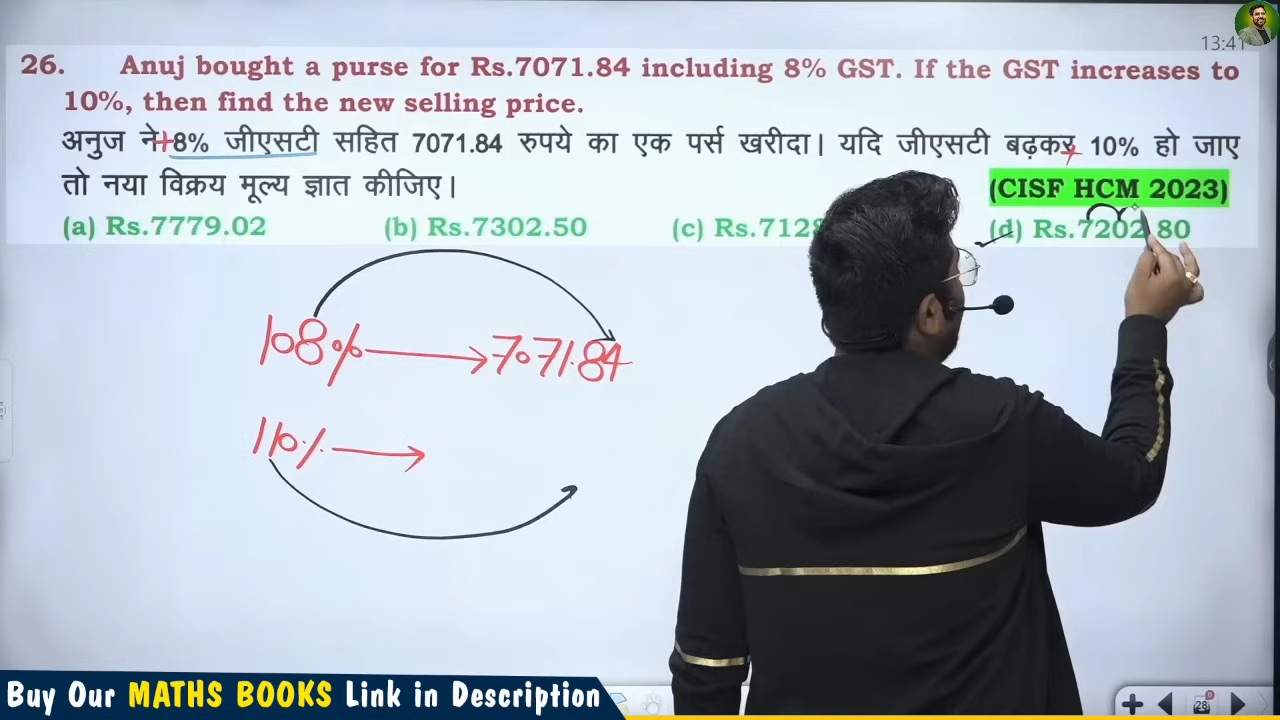 13:41
26. Anuj bought a purse for Rs.7071.84 including 8% GST. If the GST increases to
10%, then find the new selling price.
अनुज ने +8% जीएसटी सहित 7071.84 रुपये का एक पर्स खरीदा। यदि जीएसटी बढ़कर + 10% हो जाए
तो नया विक्रय मूल्य ज्ञात कीजिए।
(CISF HCM 2023)
(a) Rs.7779.02 (b) Rs.7302.50 (c) Rs.7128 (d) Rs.7202.80
108% → 7071.84
110% →
Buy Our MATHS BOOKS Link in Description
28